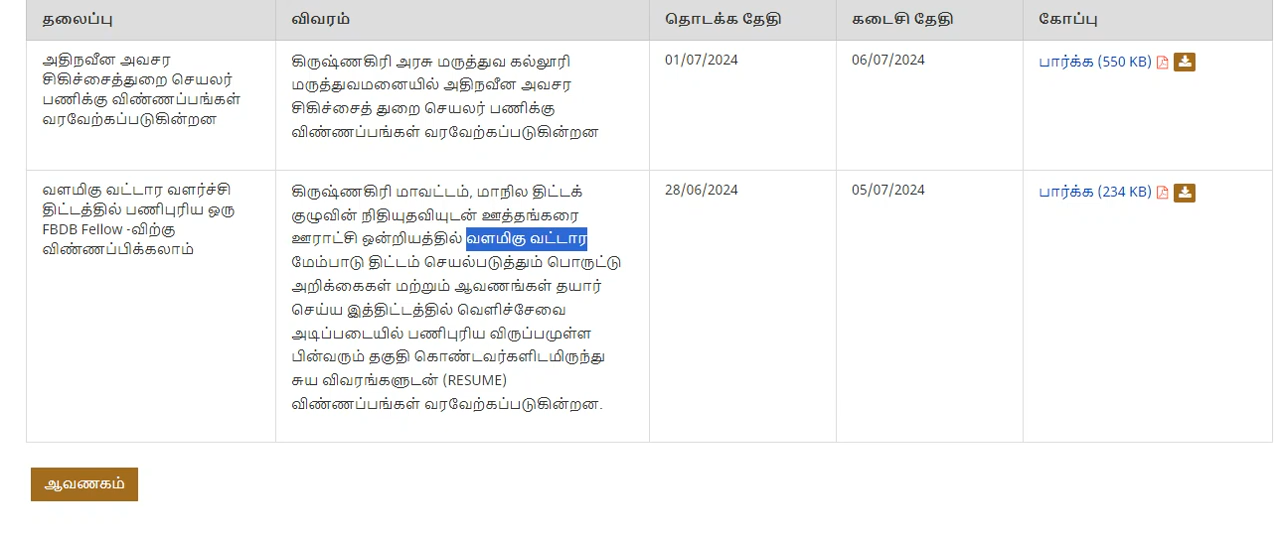 தலைப்பு விவரம் தொடக்க தேதி கடைசி தேதி கோப்பு
அதிநவீன அவசர
சிகிச்சைத்துறை செயலர்
பணிக்கு விண்ணப்பங்கள்
வரவேற்கப்படுகின்றன
கிருஷ்ணகிரி அரசு மருத்துவ கல்லூரி
மருத்துவமனையில் அதிநவீன அவசர
சிகிச்சைத் துறை செயலர் பணிக்கு
விண்ணப்பங்கள் வரவேற்கப்படுகின்றன
01/07/2024
06/07/2024
பார்க்க (550 KB)
வளமிகு வட்டார வளர்ச்சி
திட்டத்தில் பணிபுரிய ஒரு
FBDB Fellow -விற்கு
விண்ணப்பிக்கலாம்
கிருஷ்ணகிரி மாவட்டம், மாநில திட்டக்
குழுவின் நிதியுதவியுடன் ஊத்தங்கரை
ஊராட்சி ஒன்றியத்தில் வளமிகு வட்டார
மேம்பாடு திட்டம் செயல்படுத்தும் பொருட்டு
அறிக்கைகள் மற்றும் ஆவணங்கள் தயார்
செய்ய இத்திட்டத்தில் வெளிச்சேவை
அடிப்படையில் பணிபுரிய விருப்பமுள்ள
பின்வரும் தகுதி கொண்டவர்களிடமிருந்து
சுய விவரங்களுடன் (RESUME)
விண்ணப்பங்கள் வரவேற்கப்படுகின்றன.
28/06/2024
05/07/2024
பார்க்க (234 KB)
ஆவணகம்